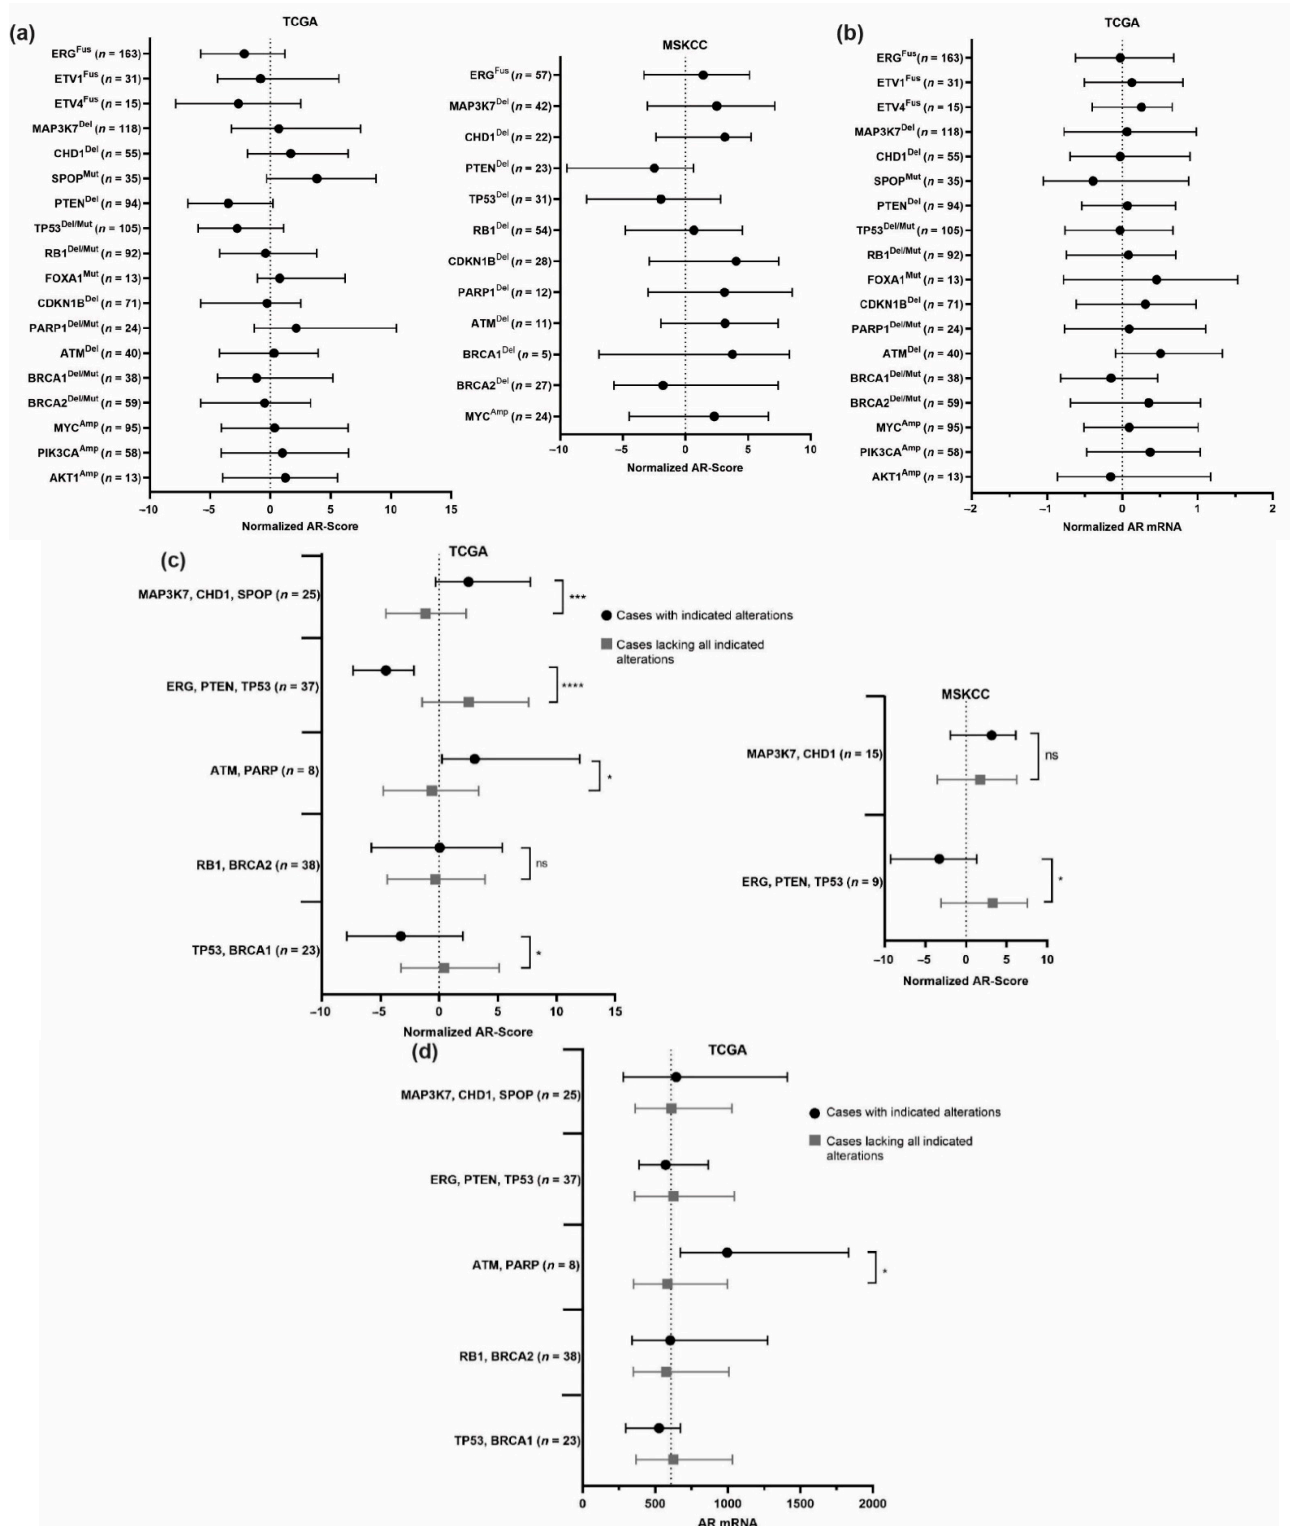 (a)
TCGA
ERG^Fus (n = 163)
ETV1^Fus (n = 31)
ETV4^Fus (n = 15)
MAP3K7^Del (n = 118)
CHD1^Del (n = 55)
SPOP^Mut (n = 35)
PTEN^Del (n = 94)
TP53^Del/Mut (n = 105)
RB1^Del/Mut (n = 92)
FOXA1^Mut (n = 13)
CDKN1B^Del (n = 71)
PARP1^Del/Mut (n = 24)
ATM^Del (n = 40)
BRCA1^Del/Mut (n = 38)
BRCA2^Del/Mut (n = 59)
MYC^Amp (n = 95)
PIK3CA^Amp (n = 58)
AKT1^Amp (n = 13)
−10 −5 0 5 10 15
Normalized AR-Score
MSKCC
ERG^Fus (n = 57)
MAP3K7^Del (n = 42)
CHD1^Del (n = 22)
PTEN^Del (n = 23)
TP53^Del (n = 31)
RB1^Del (n = 54)
CDKN1B^Del (n = 28)
PARP1^Del (n = 12)
ATM^Del (n = 11)
BRCA1^Del (n = 5)
BRCA2^Del (n = 27)
MYC^Amp (n = 24)
−10 −5 0 5 10
Normalized AR-Score
(b)
TCGA
ERG^Fus (n = 163)
ETV1^Fus (n = 31)
ETV4^Fus (n = 15)
MAP3K7^Del (n = 118)
CHD1^Del (n = 55)
SPOP^Mut (n = 35)
PTEN^Del (n = 94)
TP53^Del/Mut (n = 105)
RB1^Del/Mut (n = 92)
FOXA1^Mut (n = 13)
CDKN1B^Del (n = 71)
PARP1^Del/Mut (n = 24)
ATM^Del (n = 40)
BRCA1^Del/Mut (n = 38)
BRCA2^Del/Mut (n = 59)
MYC^Amp (n = 95)
PIK3CA^Amp (n = 58)
AKT1^Amp (n = 13)
−2 −1 0 1 2
Normalized AR mRNA
(c)
TCGA
MAP3K7, CHD1, SPOP (n = 25)
***
ERG, PTEN, TP53 (n = 37)
****
ATM, PARP (n = 8)
*
RB1, BRCA2 (n = 38)
ns
TP53, BRCA1 (n = 23)
*
−10 −5 0 5 10 15
Normalized AR-Score
Cases with indicated alterations
Cases lacking all indicated
alterations
MSKCC
MAP3K7, CHD1 (n = 15)
ns
ERG, PTEN, TP53 (n = 9)
*
−10 −5 0 5 10
Normalized AR-Score
(d)
TCGA
MAP3K7, CHD1, SPOP (n = 25)
ERG, PTEN, TP53 (n = 37)
ATM, PARP (n = 8)
*
RB1, BRCA2 (n = 38)
TP53, BRCA1 (n = 23)
0 500 1000 1500 2000
AR mRNA
Cases with indicated alterations
Cases lacking all indicated
alterations